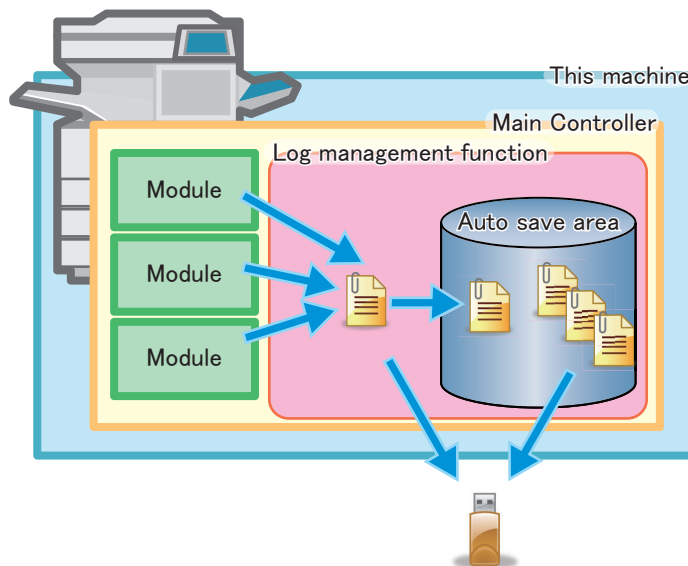 This machine
Main Controller
Log management function
Module
Auto save area
Module
Module